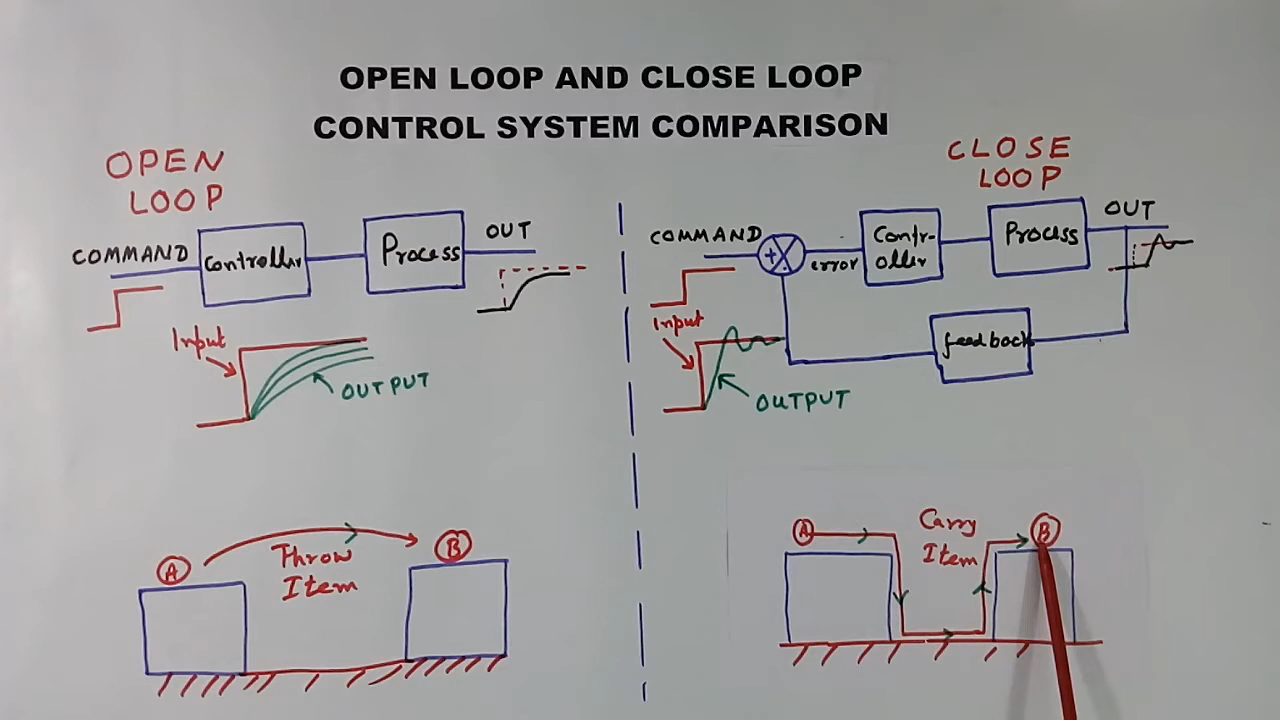 OPEN LOOP AND CLOSE LOOP
CONTROL SYSTEM COMPARISON
OPEN
LOOP
COMMAND
Controller
Process
OUT
Input
OUTPUT
A
Throw
Item
B
CLOSE
LOOP
COMMAND
+
error
Contr-
oller
Process
OUT
feedback
Input
OUTPUT
A
Carry
Item
B